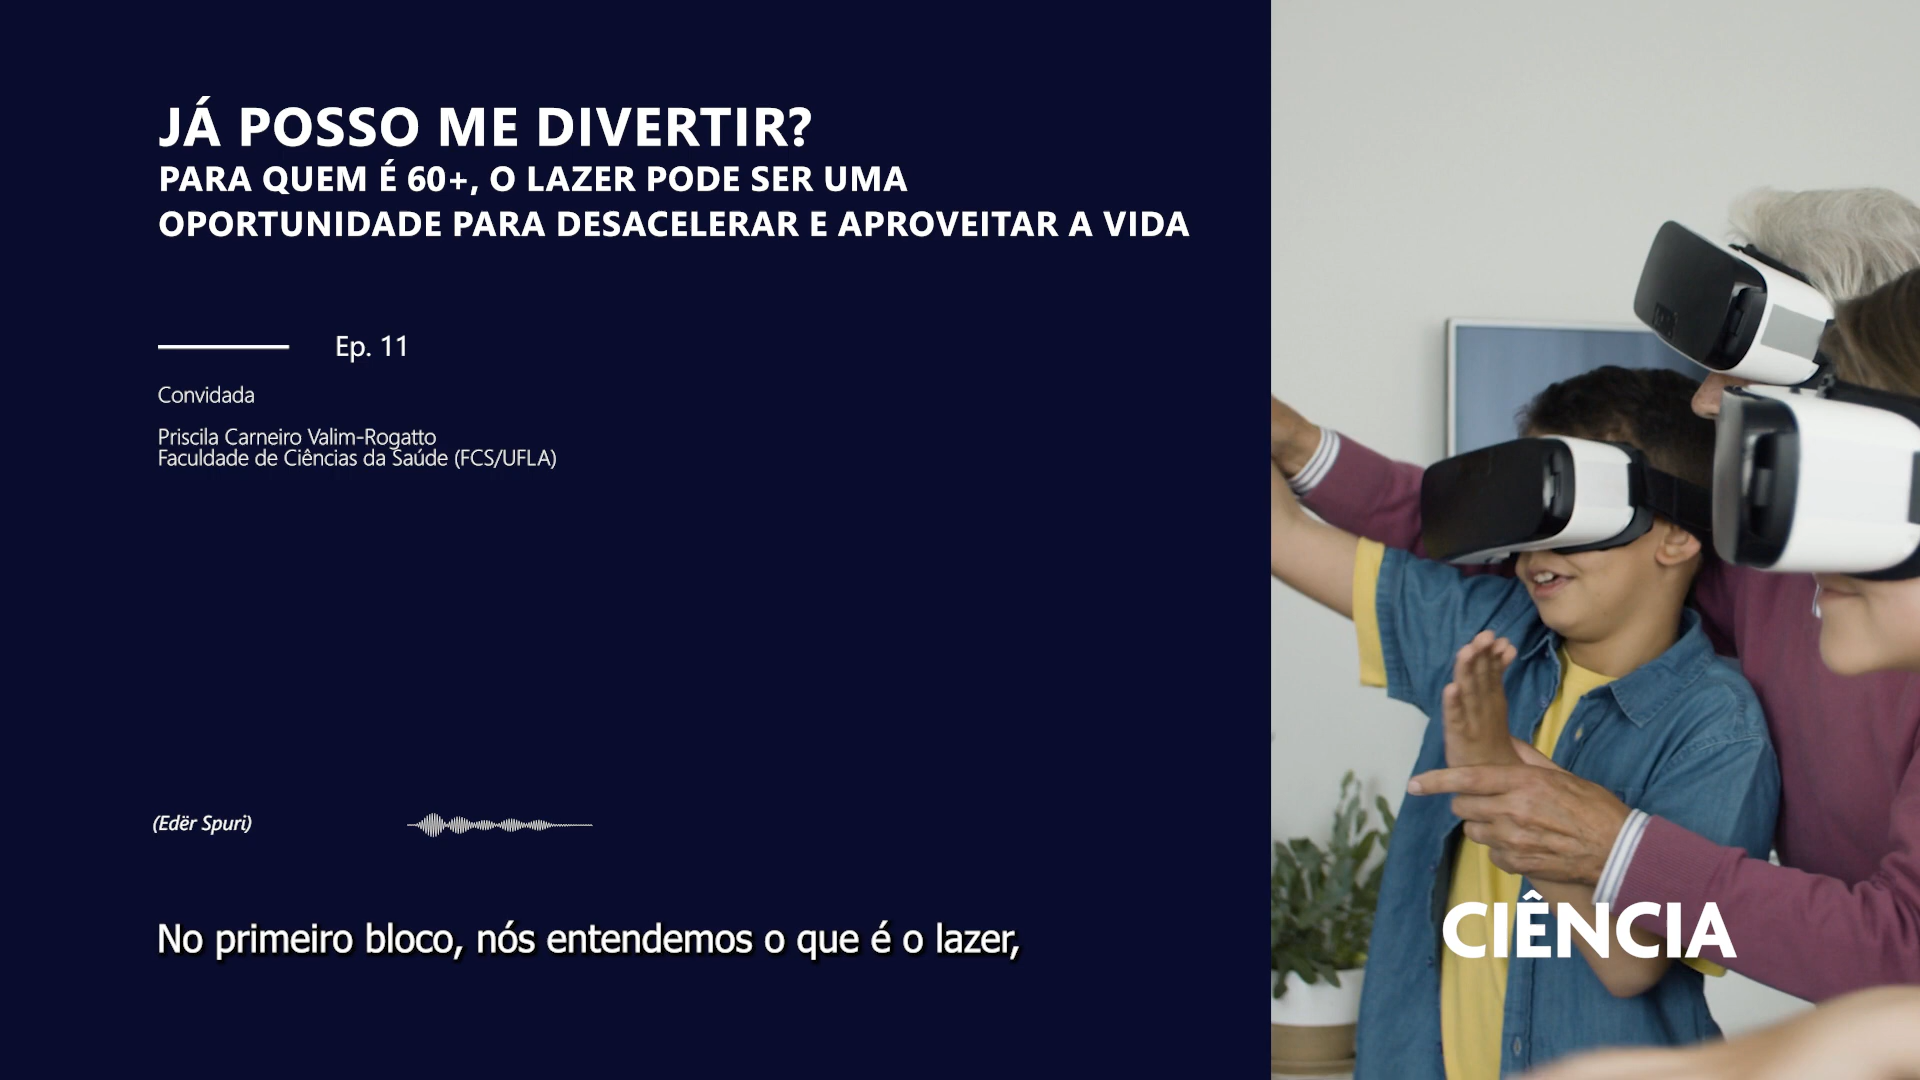 JÁ POSSO ME DIVERTIR?
PARA QUEM É 60+, O LAZER PODE SER UMA
OPORTUNIDADE PARA DESACELERAR E APROVEITAR A VIDA
Ep. 11
Convidada
Priscila Carneiro Valim-Rogatto
Faculdade de Ciências da Saúde (FCS/UFLA)
(Edër Spuri)
No primeiro bloco, nós entendemos o que é o lazer,
CIÊNCIA